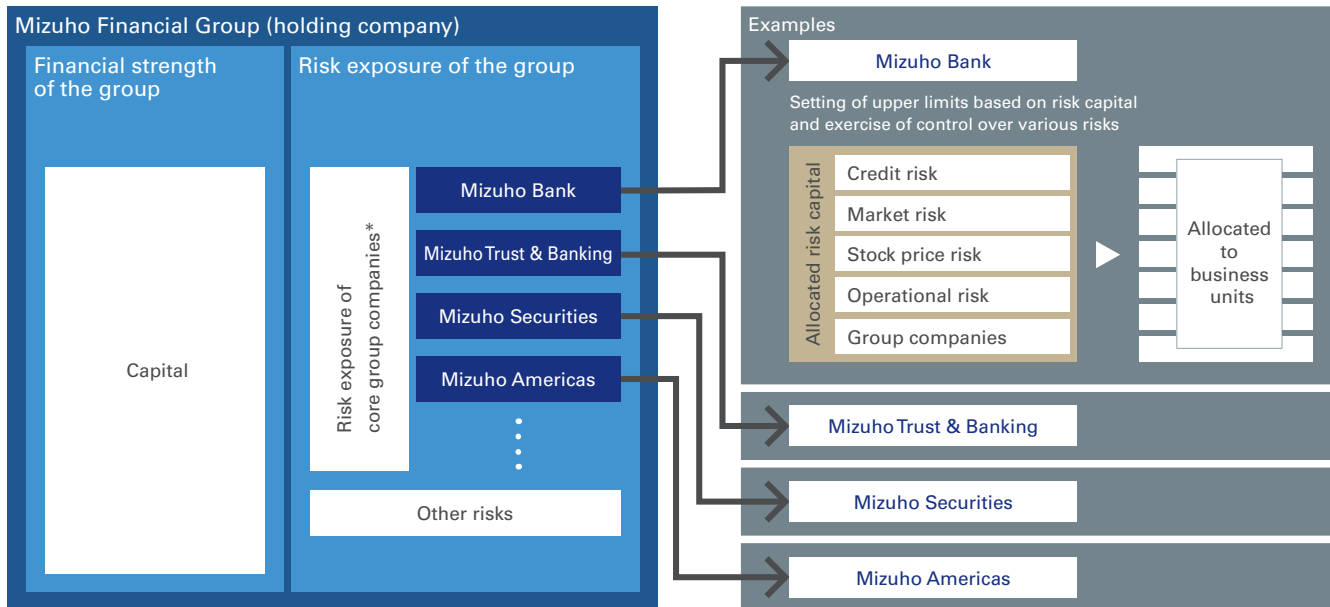 Mizuho Financial Group (holding company)
Financial strength
of the group
Capital
Risk exposure of the group
Risk exposure of
core group companies*
Mizuho Bank
Mizuho Trust & Banking
Mizuho Securities
Mizuho Americas
Other risks
Examples
Mizuho Bank
Setting of upper limits based on risk capital
and exercise of control over various risks
Allocated risk capital
Credit risk
Market risk
Stock price risk
Operational risk
Group companies
Allocated
to
business
units
Mizuho Trust & Banking
Mizuho Securities
Mizuho Americas